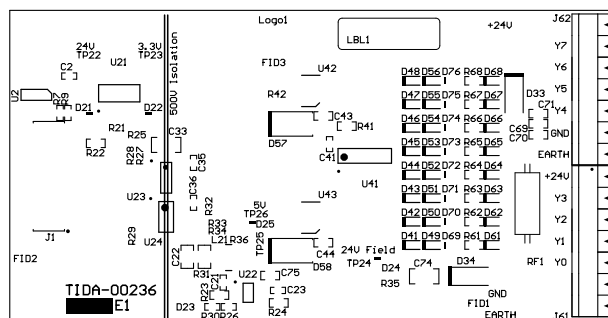 Logo1
+24V
J62
LBL1
24V
TP22
3.3V
TP23
U21
500V Isolation
FID3
U42
Y7
Y6
C2
D48 D56 D76 R68 D68
Y5
U2
R7
R9
R42
D33
D47 D55 D75 R67 D67
C71
Y4
D21
D22
C43
R41
D46 D54 D74 R66 D66
C69
C70
GND
R21
R25
C33
D57
R22
R28
R27
C35
C41
D45 D53 D73 R65 D65
EARTH
D44 D52 D72 R64 D64
+24V
U41
U23
C36
R32
U43
D43 D51 D71 R63 D63
Y3
5V
TP26
D25
D42 D50 D70 R62 D62
Y2
J1
R29
U24
R33
R34
L21
R36
TP25
D41 D49 D69 R61 D61
Y1
FID2
C22
R31
C44
24V Field
TP24
D58
D24
R35
C74
D34
RF1
Y0
C21
U22
C75
TIDA-00236
E1
R23
C23
D23
R30
R26
R24
FID1
GND
EARTH
J61